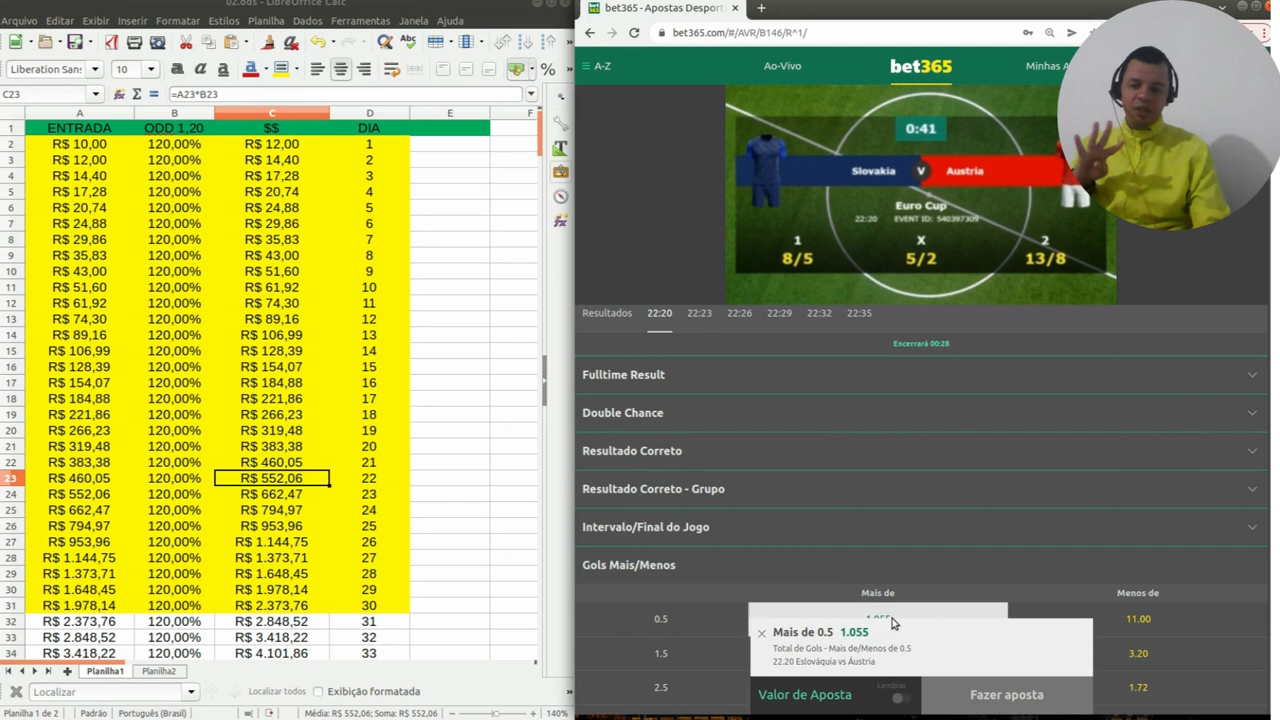 02.ods - LibreOffice Calc
Arquivo Editar Exibir Inserir Formatar Estilos Planilha Dados Ferramentas Janela Ajuda
Liberation Sans 10
C23 =A23*B23
A B C D E F
1 ENTRADA ODD 1,20 $$ DIA
2 R$ 10,00 120,00% R$ 12,00 1
3 R$ 12,00 120,00% R$ 14,40 2
4 R$ 14,40 120,00% R$ 17,28 3
5 R$ 17,28 120,00% R$ 20,74 4
6 R$ 20,74 120,00% R$ 24,88 5
7 R$ 24,88 120,00% R$ 29,86 6
8 R$ 29,86 120,00% R$ 35,83 7
9 R$ 35,83 120,00% R$ 43,00 8
10 R$ 43,00 120,00% R$ 51,60 9
11 R$ 51,60 120,00% R$ 61,92 10
12 R$ 61,92 120,00% R$ 74,30 11
13 R$ 74,30 120,00% R$ 89,16 12
14 R$ 89,16 120,00% R$ 106,99 13
15 R$ 106,99 120,00% R$ 128,39 14
16 R$ 128,39 120,00% R$ 154,07 15
17 R$ 154,07 120,00% R$ 184,88 16
18 R$ 184,88 120,00% R$ 221,86 17
19 R$ 221,86 120,00% R$ 266,23 18
20 R$ 266,23 120,00% R$ 319,48 19
21 R$ 319,48 120,00% R$ 383,38 20
22 R$ 383,38 120,00% R$ 460,05 21
23 R$ 460,05 120,00% R$ 552,06 22
24 R$ 552,06 120,00% R$ 662,47 23
25 R$ 662,47 120,00% R$ 794,97 24
26 R$ 794,97 120,00% R$ 953,96 25
27 R$ 953,96 120,00% R$ 1.144,75 26
28 R$ 1.144,75 120,00% R$ 1.373,71 27
29 R$ 1.373,71 120,00% R$ 1.648,45 28
30 R$ 1.648,45 120,00% R$ 1.978,14 29
31 R$ 1.978,14 120,00% R$ 2.373,76 30
32 R$ 2.373,76 120,00% R$ 2.848,52 31
33 R$ 2.848,52 120,00% R$ 3.418,22 32
34 R$ 3.418,22 120,00% R$ 4.101,86 33
Planilha1 Planilha2
Localizar Localizar todos Exibição formatada
Planilha 1 de 2 Padrão Português (Brasil) Média: R$ 552,06; Soma: R$ 552,06 140%
bet365 - Apostas Desport
bet365.com/#/AVR/B146/R^1/
A-Z Ao-Vivo bet365 Minhas A
0:41
Slovakia V Austria
Euro Cup
22:20 EVENT ID: 540397309
1 X 2
8/5 5/2 13/8
Resultados 22:20 22:23 22:26 22:29 22:32 22:35
Encerrará 00:28
Fulltime Result
Double Chance
Resultado Correto
Resultado Correto - Grupo
Intervalo/Final do Jogo
Gols Mais/Menos
Mais de Menos de
0.5 1.055 11.00
1.5 3.20
2.5 1.72
Mais de 0.5 1.055
Total de Gols - Mais de/Menos de 0.5
22.20 Eslováquia vs Áustria
Valor de Aposta Lembrar Fazer aposta